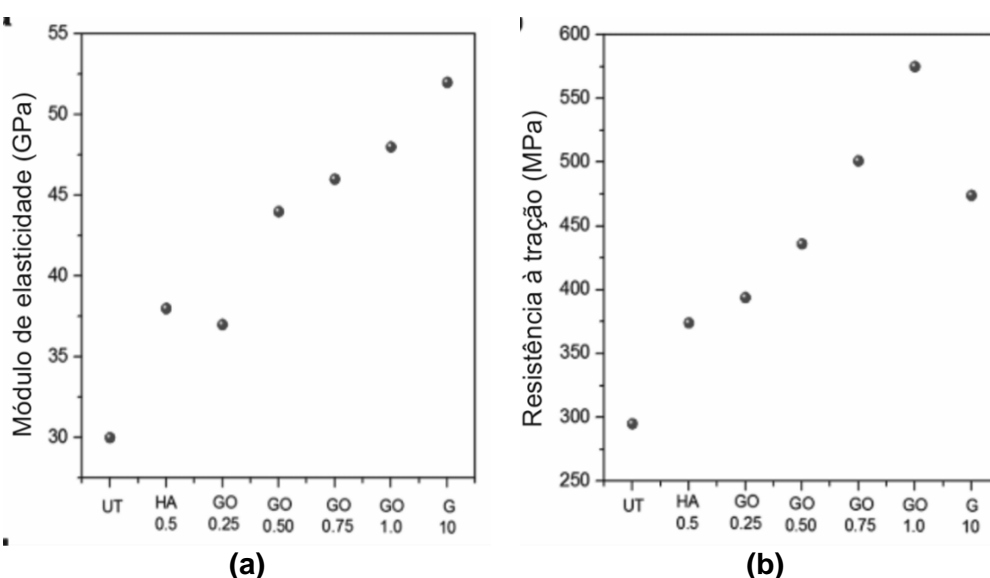 Módulo de elasticidade (GPa)
55
50
45
40
35
30
UT
HA
0.5
GO
0.25
GO
0.50
GO
0.75
GO
1.0
G
10
(a)
Resistência à tração (MPa)
600
550
500
450
400
350
300
250
UT
HA
0.5
GO
0.25
GO
0.50
GO
0.75
GO
1.0
G
10
(b)